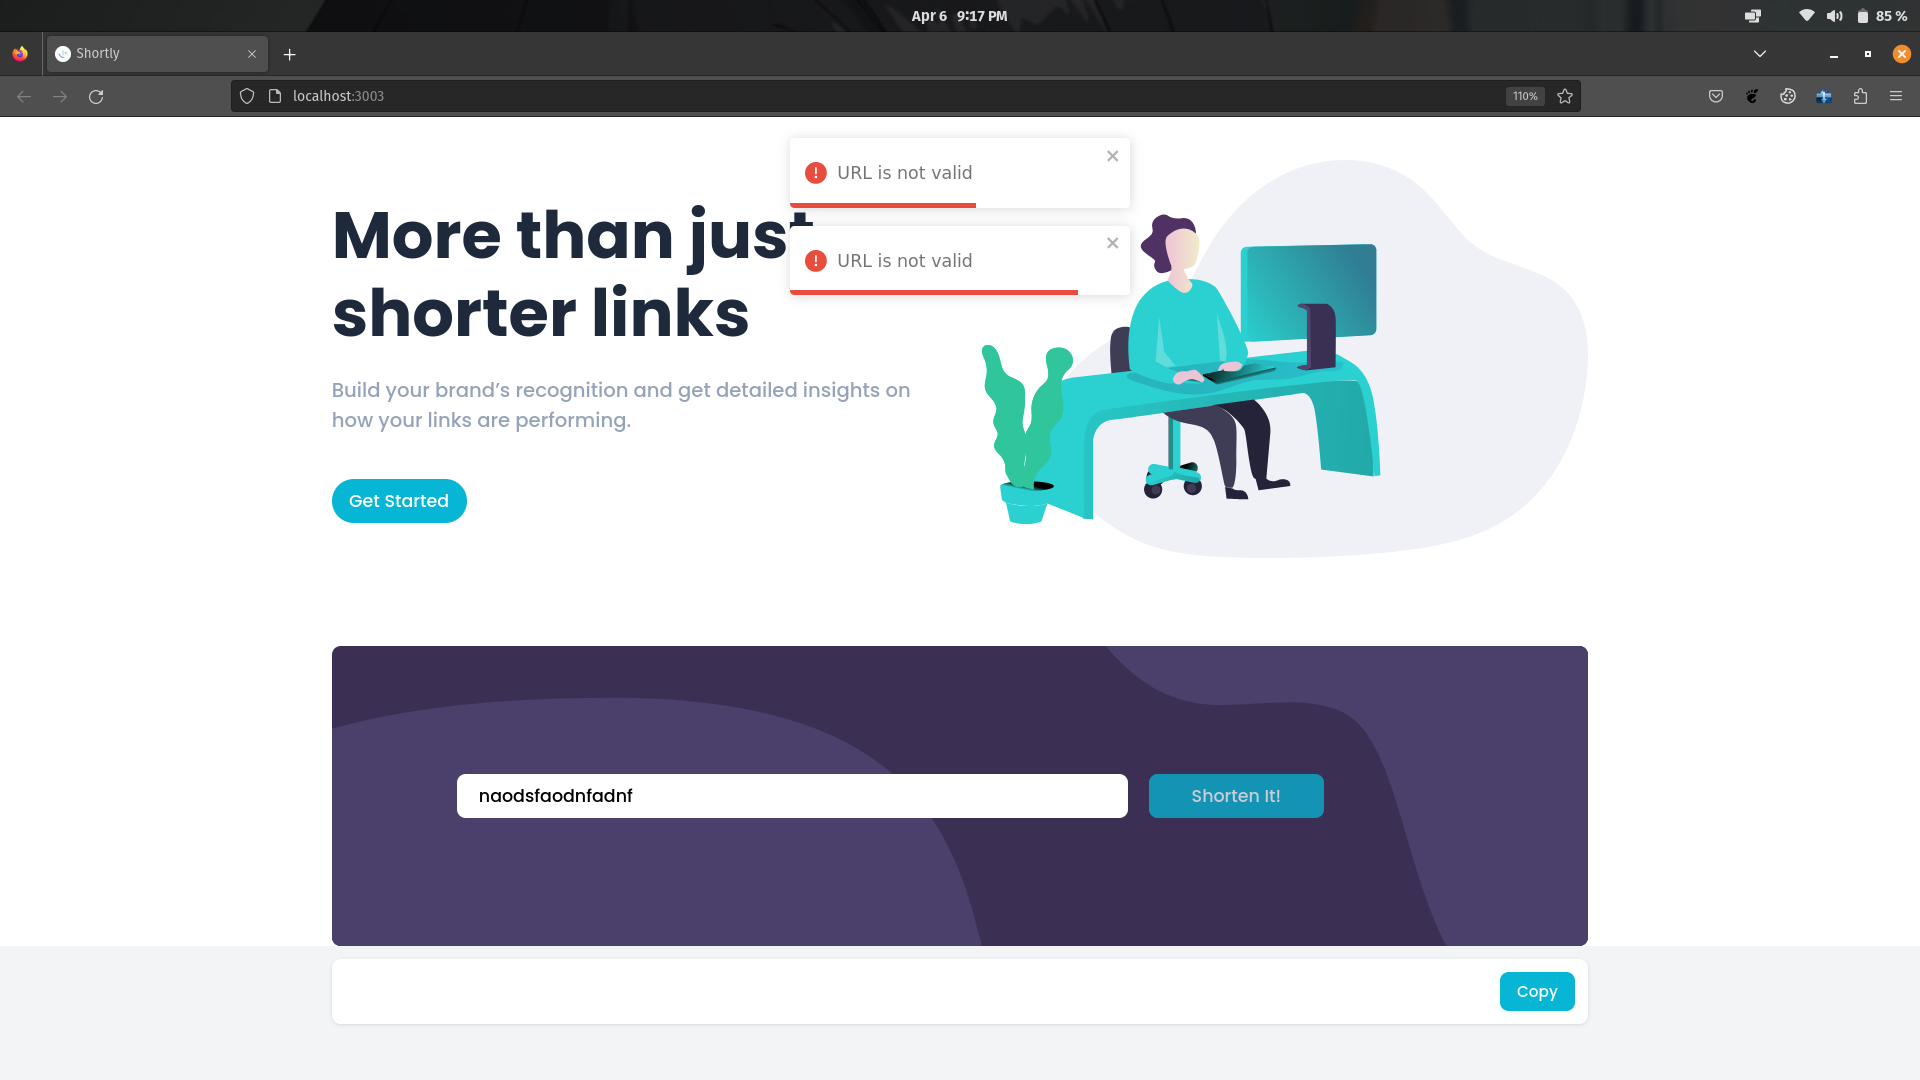 Apr 6 9:17 PM
85 %
Shortly
localhost:3003
110%
URL is not valid
URL is not valid
More than just
shorter links
Build your brand’s recognition and get detailed insights on
how your links are performing.
Get Started
naodsfaodnfadnf
Shorten It!
Copy